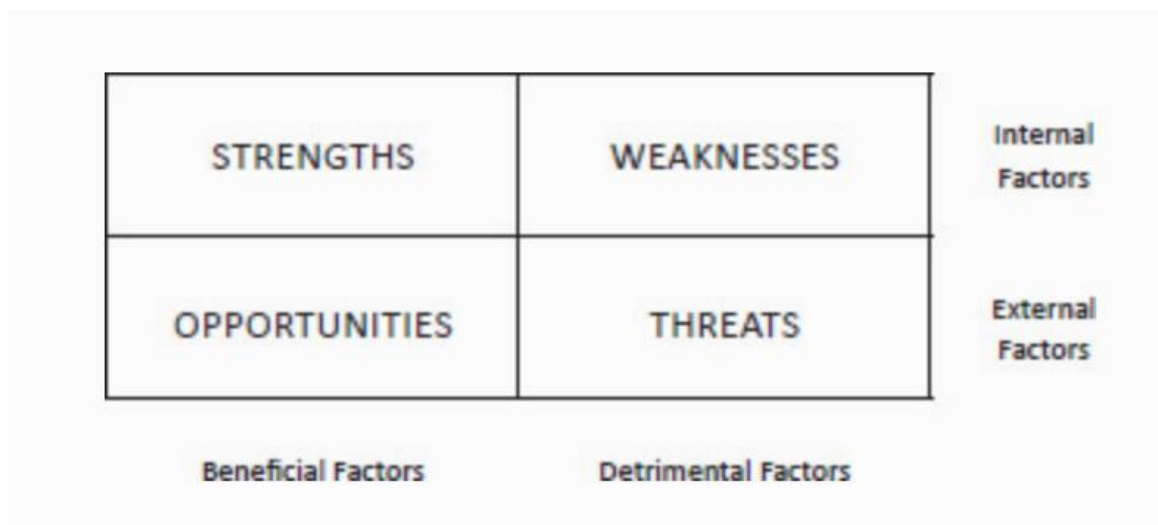 STRENGTHS WEAKNESSES
Internal
Factors
OPPORTUNITIES THREATS
External
Factors
Beneficial Factors Detrimental Factors